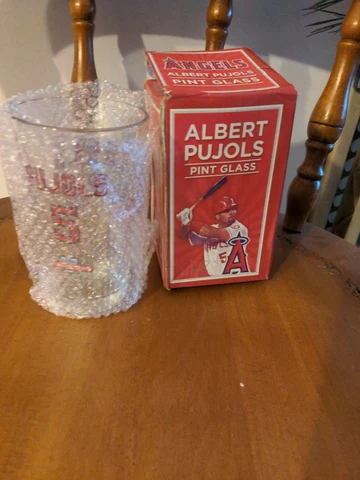 ANGELS
ALBERT PUJOLS
PINT GLASS
ALBERT
PUJOLS
PINT GLASS
A
PUJOLS
5